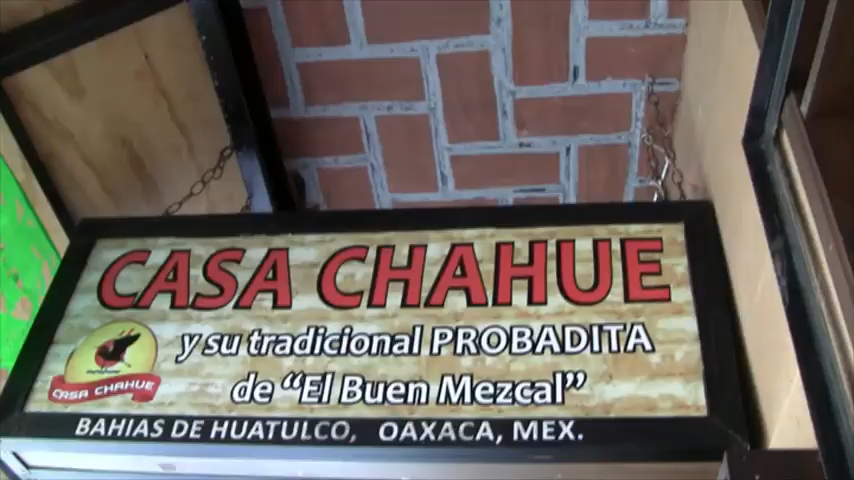 CASA CHAHUE
y su tradicional PROBADITA
de “El Buen Mezcal”
CASA CHAHUE
BAHIAS DE HUATULCO, OAXACA, MEX.